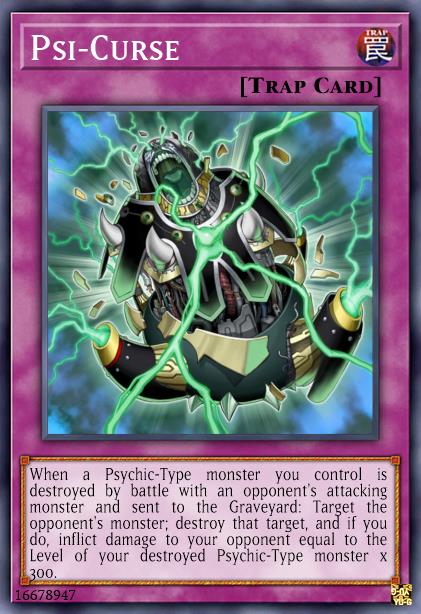 PSI-CURSE
TRAP
罠
[TRAP CARD]
When a Psychic-Type monster you control is
destroyed by battle with an opponent's attacking
monster and sent to the Graveyard: Target the
opponent's monster; destroy that target, and if you
do, inflict damage to your opponent equal to the
Level of your destroyed Psychic-Type monster x
300.
16678947